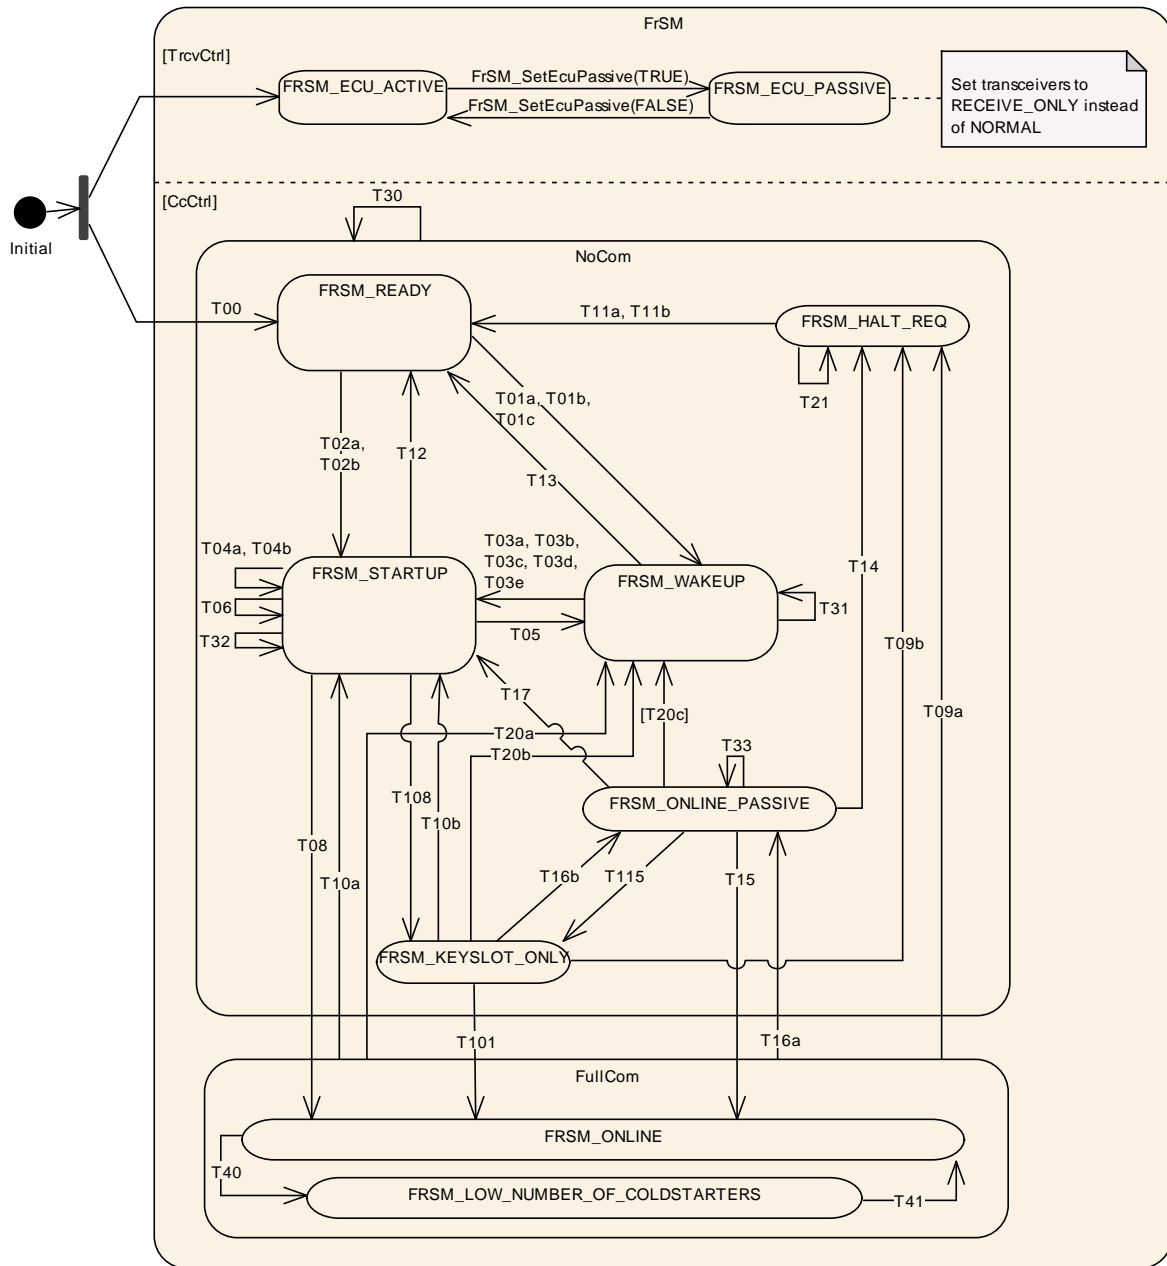 FrSM
[TrcvCtrl]
FRSM_ECU_ACTIVE
FrSM_SetEcuPassive(TRUE)
FrSM_SetEcuPassive(FALSE)
FRSM_ECU_PASSIVE
Set transceivers to
RECEIVE_ONLY instead
of NORMAL
Initial
[CcCtrl]
T30
NoCom
FRSM_READY
T00
T11a, T11b
FRSM_HALT_REQ
T21
T01a, T01b,
T01c
T02a,
T02b
T12
T13
T03a, T03b,
T03c, T03d,
T03e
T04a, T04b
FRSM_STARTUP
FRSM_WAKEUP
T14
T06
T31
T32
T05
T09b
T17
[T20c]
T09a
T20a
T20b
T33
T108
T10b
FRSM_ONLINE_PASSIVE
T08
T10a
T16b
T115
T15
FRSM_KEYSLOT_ONLY
T101
T16a
FullCom
FRSM_ONLINE
T40
FRSM_LOW_NUMBER_OF_COLDSTARTERS
T41